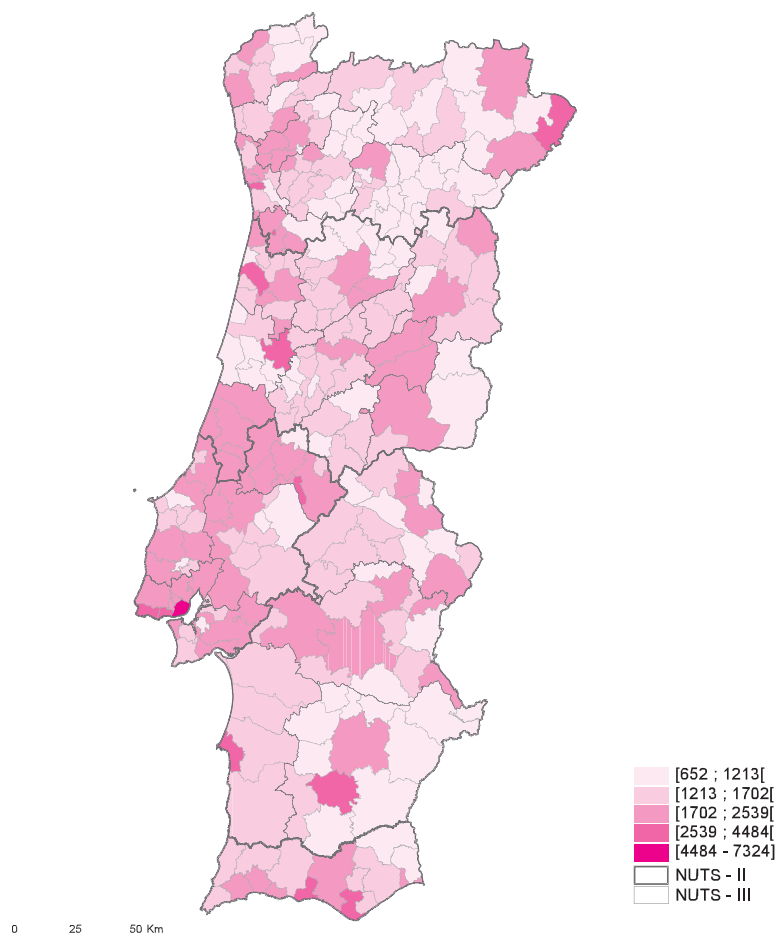 [652 ; 1213[
[1213 ; 1702[
[1702 ; 2539[
[2539 ; 4484[
[4484 - 7324]
NUTS - II
NUTS - III
0 25 50 Km